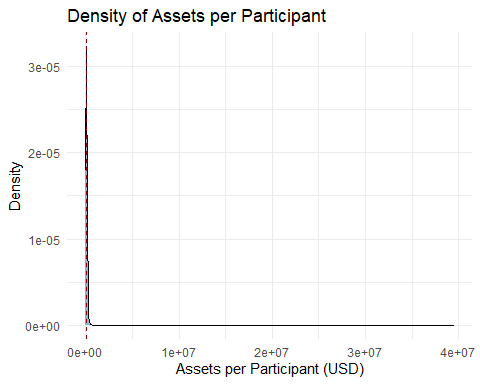 Density of Assets per Participant
3e-05
2e-05
1e-05
0e+00
Density
0e+00 1e+07 2e+07 3e+07 4e+07
Assets per Participant (USD)